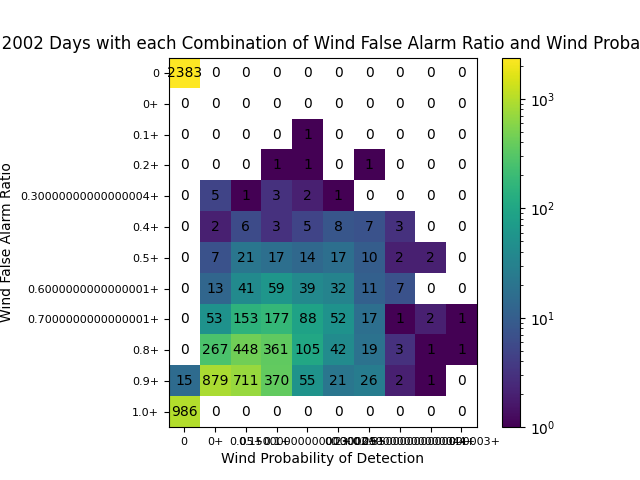 2002 Days with each Combination of Wind False Alarm Ratio and Wind Proba
Wind False Alarm Ratio
0 2383 0 0 0 0 0 0 0 0 0
0+ 0 0 0 0 0 0 0 0 0 0
0.1+ 0 0 0 0 1 0 0 0 0 0
0.2+ 0 0 0 1 1 0 1 0 0 0
0.30000000000000004+ 0 5 1 3 2 1 0 0 0 0
0.4+ 0 2 6 3 5 8 7 3 0 0
0.5+ 0 7 21 17 14 17 10 2 2 0
0.6000000000000001+ 0 13 41 59 39 32 11 7 0 0
0.7000000000000001+ 0 53 153 177 88 52 17 1 2 1
0.8+ 0 267 448 361 105 42 19 3 1 1
0.9+ 15 879 711 370 55 21 26 2 1 0
1.0+ 986 0 0 0 0 0 0 0 0 0
0 0+
Wind Probability of Detection
10³
10²
10¹
10⁰